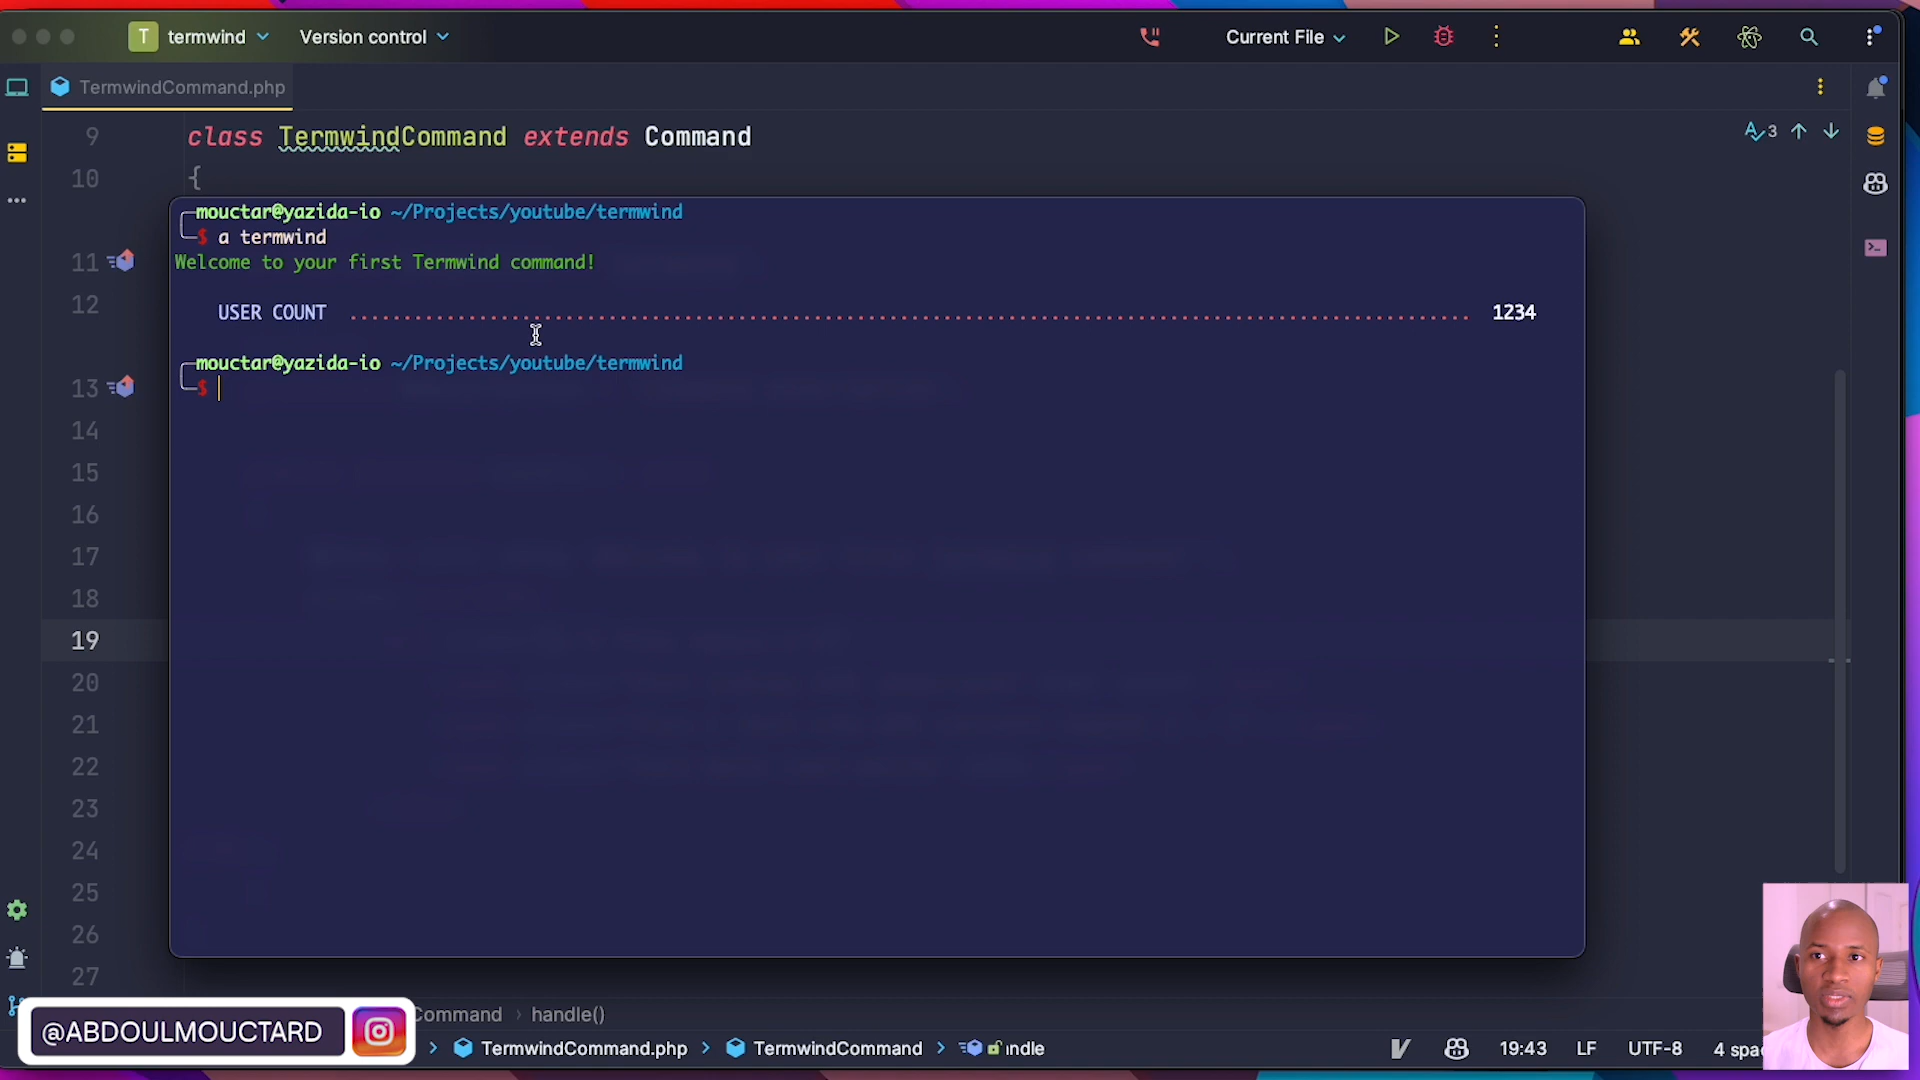 T termwind Version control Current File
TermwindCommand.php
9 class TermwindCommand extends Command 3
10 {
mouctar@yazida-io ~/Projects/youtube/termwind
$ a termwind
11 Welcome to your first Termwind command!
12 USER COUNT .................... 1234
mouctar@yazida-io ~/Projects/youtube/termwind
13 $
14
15
16
17
18
19
20
21
22
23
24
25
26
27
@ABDOULMOUCTARD Command › handle()
TermwindCommand.php › TermwindCommand › 19:43 LF UTF-8